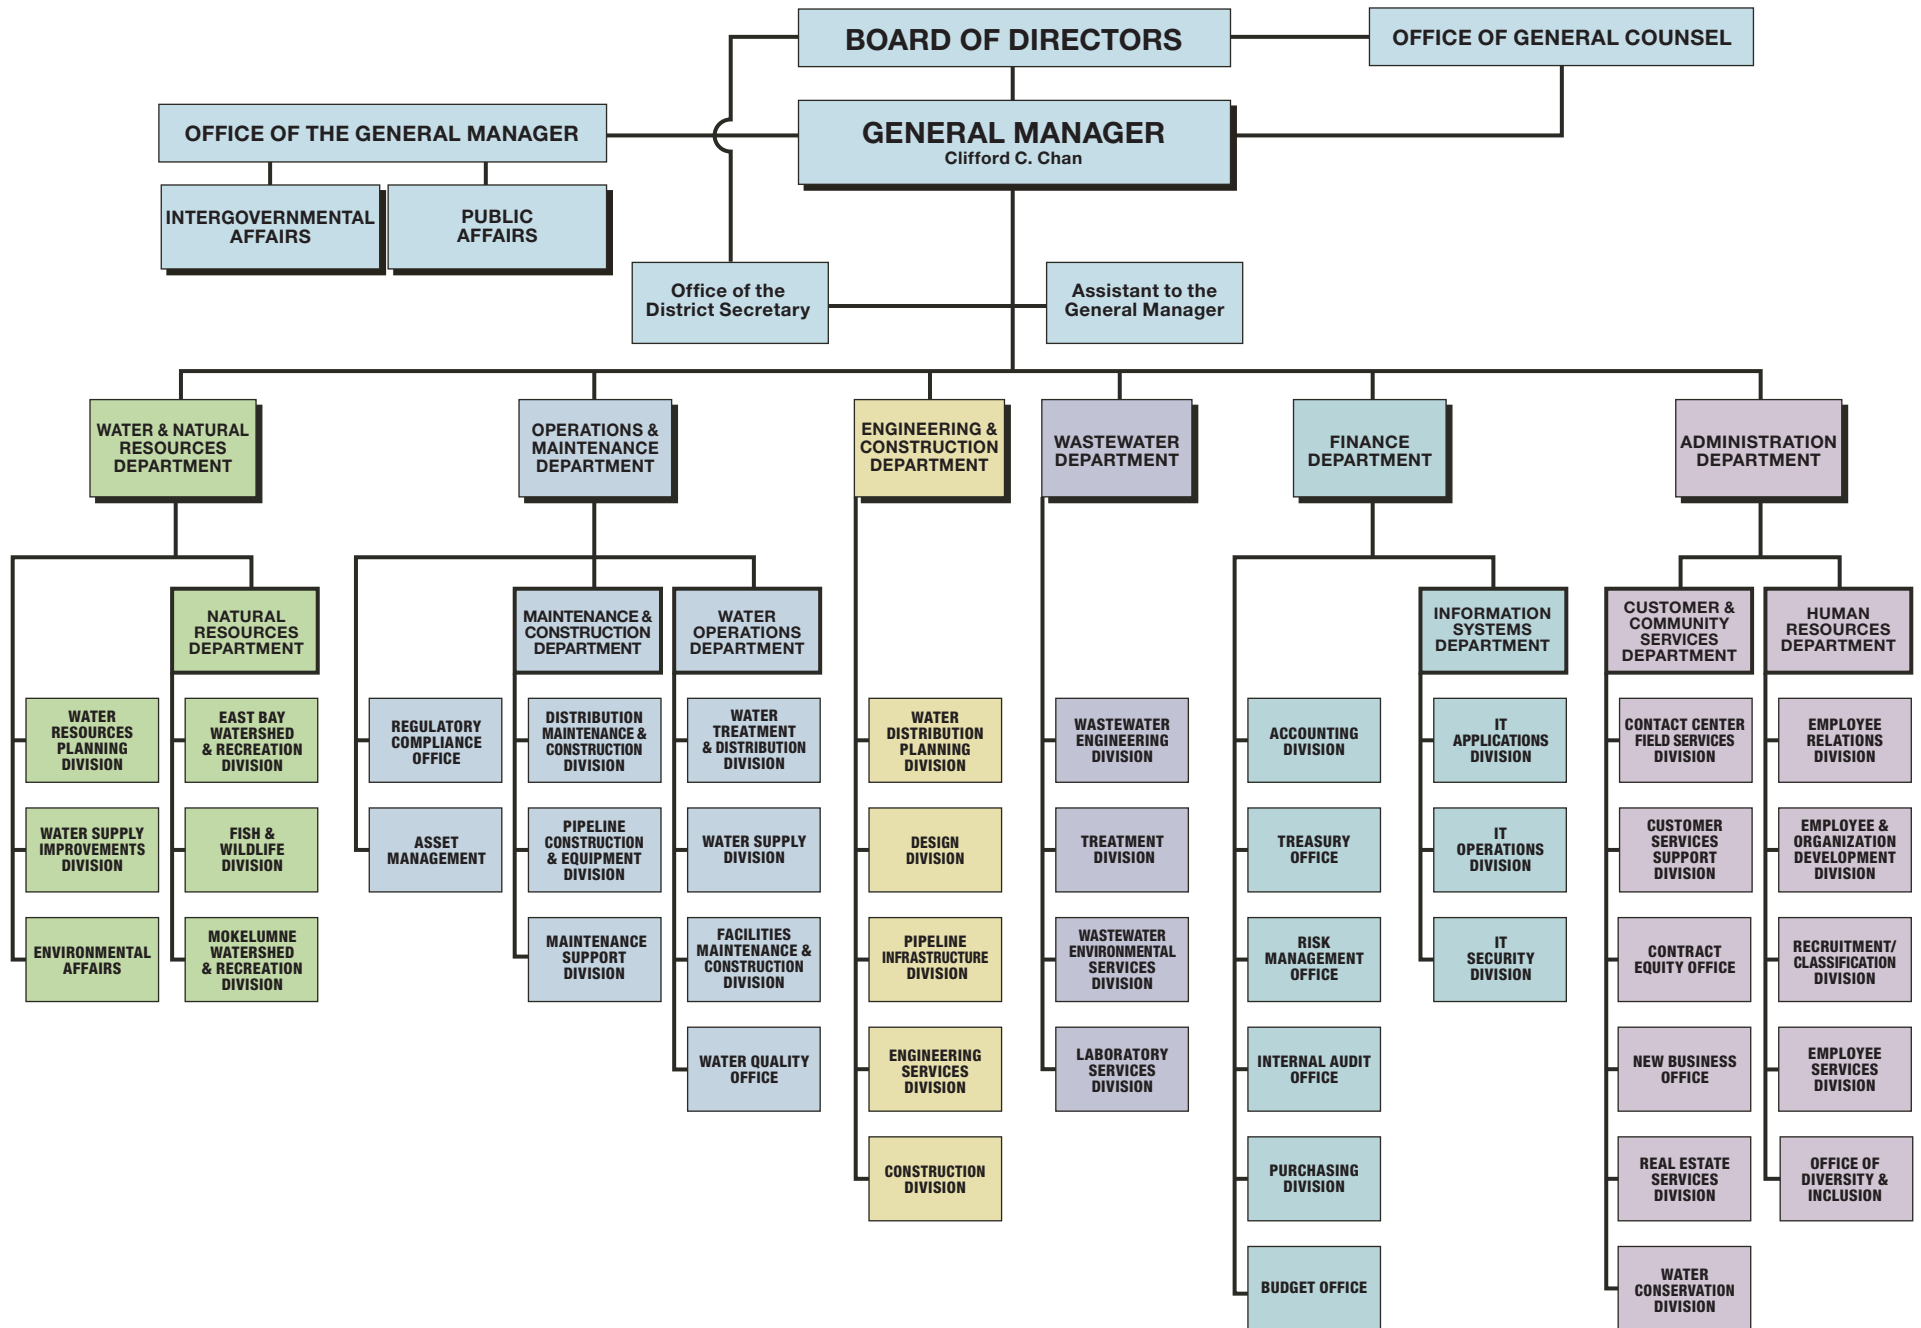 BOARD OF DIRECTORS
OFFICE OF GENERAL COUNSEL
OFFICE OF THE GENERAL MANAGER
GENERAL MANAGER
Clifford C. Chan
INTERGOVERNMENTAL
AFFAIRS
PUBLIC
AFFAIRS
Office of the
District Secretary
Assistant to the
General Manager
WATER & NATURAL
RESOURCES
DEPARTMENT
OPERATIONS &
MAINTENANCE
DEPARTMENT
ENGINEERING &
CONSTRUCTION
DEPARTMENT
WASTEWATER
DEPARTMENT
FINANCE
DEPARTMENT
ADMINISTRATION
DEPARTMENT
NATURAL
RESOURCES
DEPARTMENT
MAINTENANCE &
CONSTRUCTION
DEPARTMENT
WATER
OPERATIONS
DEPARTMENT
INFORMATION
SYSTEMS
DEPARTMENT
CUSTOMER &
COMMUNITY
SERVICES
DEPARTMENT
HUMAN
RESOURCES
DEPARTMENT
WATER
RESOURCES
PLANNING
DIVISION
EAST BAY
WATERSHED
& RECREATION
DIVISION
REGULATORY
COMPLIANCE
OFFICE
DISTRIBUTION
MAINTENANCE &
CONSTRUCTION
DIVISION
WATER
TREATMENT
& DISTRIBUTION
DIVISION
WATER
DISTRIBUTION
PLANNING
DIVISION
WASTEWATER
ENGINEERING
DIVISION
ACCOUNTING
DIVISION
IT
APPLICATIONS
DIVISION
CONTACT CENTER
FIELD SERVICES
DIVISION
EMPLOYEE
RELATIONS
DIVISION
WATER SUPPLY
IMPROVEMENTS
DIVISION
FISH &
WILDLIFE
DIVISION
ASSET
MANAGEMENT
PIPELINE
CONSTRUCTION
& EQUIPMENT
DIVISION
WATER SUPPLY
DIVISION
DESIGN
DIVISION
TREATMENT
DIVISION
TREASURY
OFFICE
IT
OPERATIONS
DIVISION
CUSTOMER
SERVICES
SUPPORT
DIVISION
EMPLOYEE &
ORGANIZATION
DEVELOPMENT
DIVISION
ENVIRONMENTAL
AFFAIRS
MOKELUMNE
WATERSHED
& RECREATION
DIVISION
MAINTENANCE
SUPPORT
DIVISION
FACILITIES
MAINTENANCE &
CONSTRUCTION
DIVISION
PIPELINE
INFRASTRUCTURE
DIVISION
WASTEWATER
ENVIRONMENTAL
SERVICES
DIVISION
RISK
MANAGEMENT
OFFICE
IT
SECURITY
DIVISION
CONTRACT
EQUITY OFFICE
RECRUITMENT/
CLASSIFICATION
DIVISION
WATER QUALITY
OFFICE
ENGINEERING
SERVICES
DIVISION
LABORATORY
SERVICES
DIVISION
INTERNAL AUDIT
OFFICE
NEW BUSINESS
OFFICE
EMPLOYEE
SERVICES
DIVISION
CONSTRUCTION
DIVISION
PURCHASING
DIVISION
REAL ESTATE
SERVICES
DIVISION
OFFICE OF
DIVERSITY &
INCLUSION
BUDGET OFFICE
WATER
CONSERVATION
DIVISION